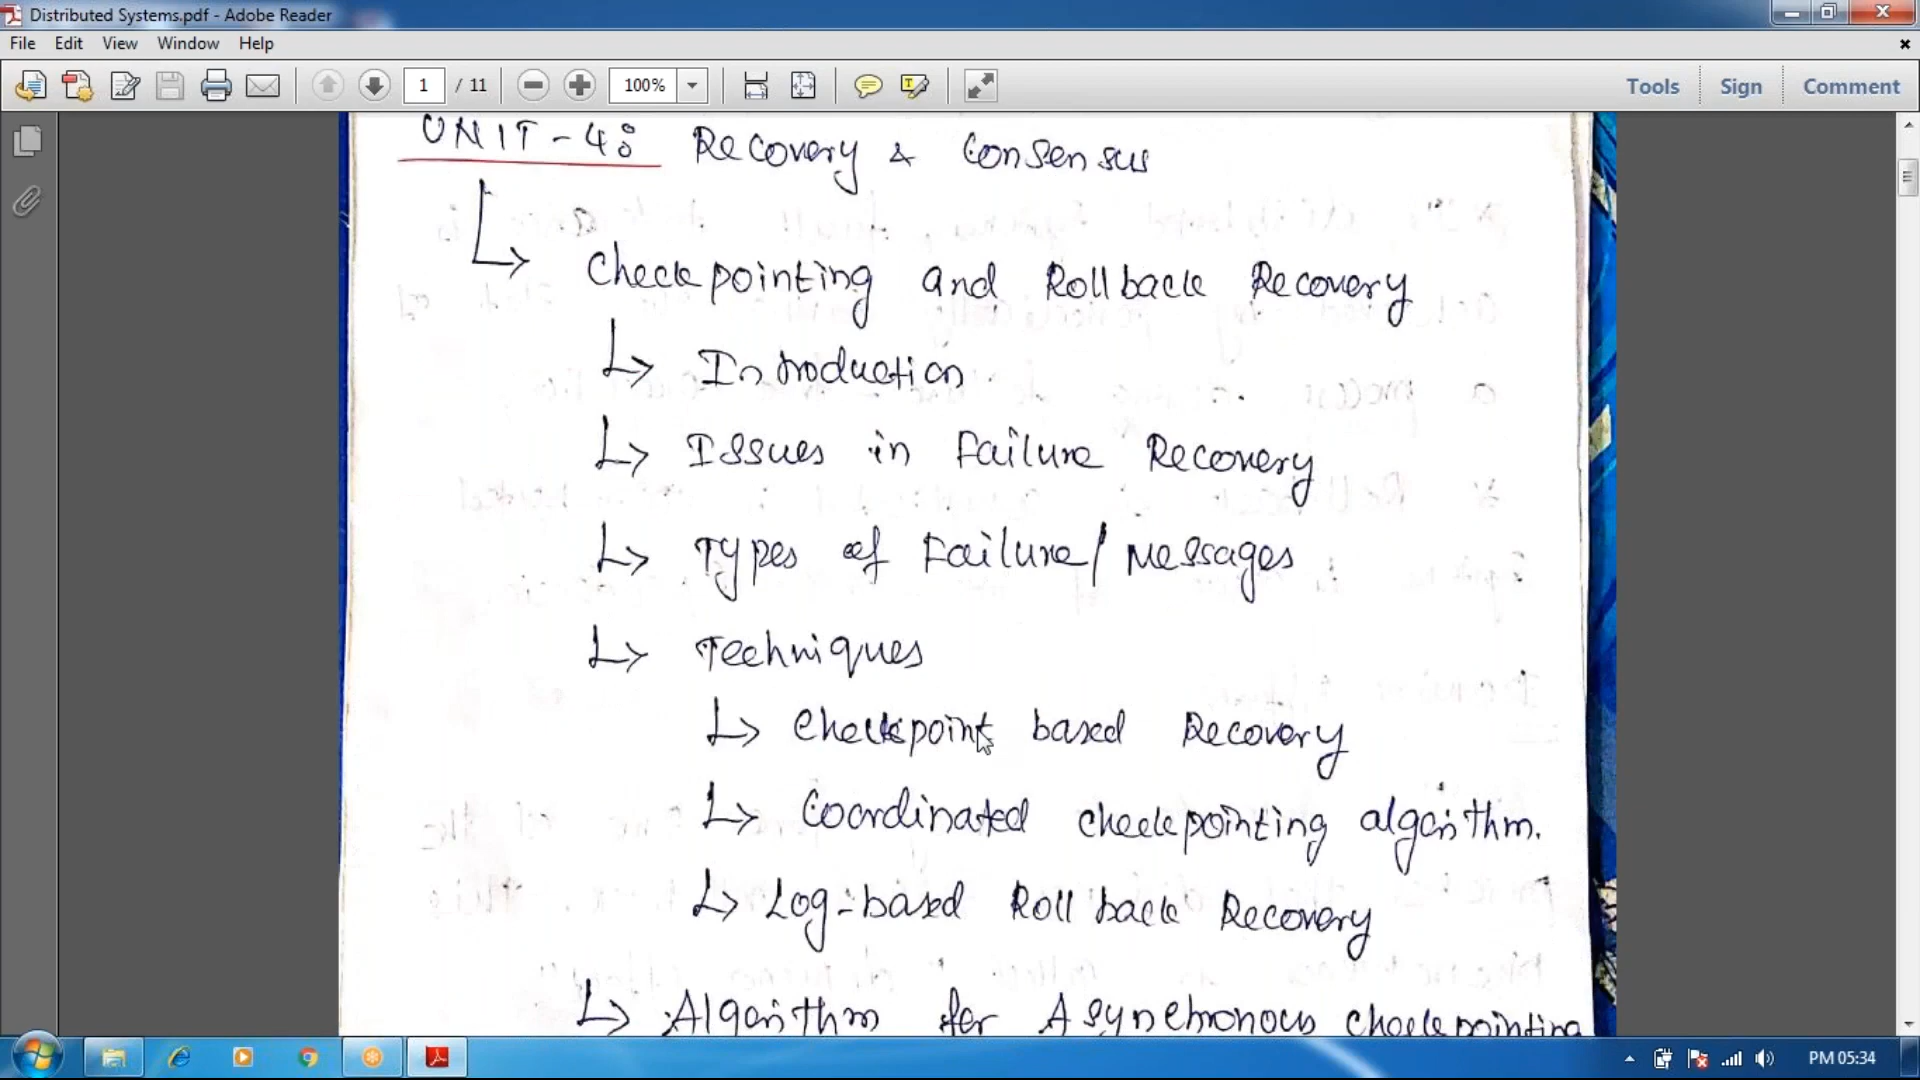 Distributed Systems.pdf - Adobe Reader
File Edit View Window Help
1 / 11 100% Tools Sign Comment
UNIT-4: Recovery & Consensus
Checkpointing and Rollback Recovery
Introduction
Issues in Failure Recovery
Types of Failure/Messages
Techniques
Checkpoint based Recovery
Coordinated checkpointing algorithm.
Log-based Roll back Recovery
Algorithm for Asynchronous checkpointing
PM 05:34